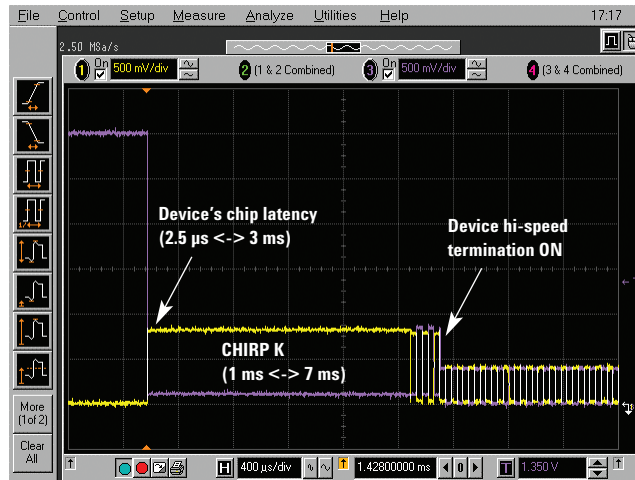 File Control Setup Measure Analyze Utilities Help 17:17
2.50 MSa/s
1 On 500 mV/div 2 (1 & 2 Combined) 3 On 500 mV/div 4 (3 & 4 Combined)
Device's chip latency
(2.5 µs <-> 3 ms)
Device hi-speed
termination ON
CHIRP K
(1 ms <-> 7 ms)
More
(1of 2)
Clear
All
H 400 µs/div 1.42800000 ms 0 T 1.350 V